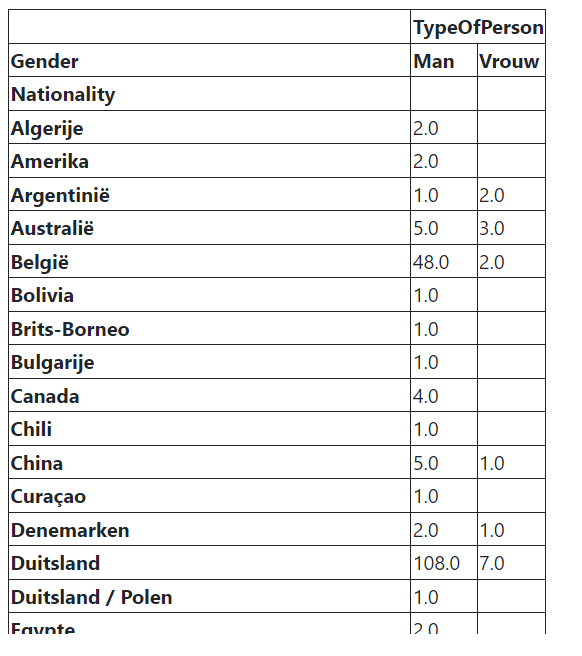 TypeOfPerson
Gender Man Vrouw
Nationality
Algerije 2.0
Amerika 2.0
Argentinië 1.0 2.0
Australië 5.0 3.0
België 48.0 2.0
Bolivia 1.0
Brits-Borneo 1.0
Bulgarije 1.0
Canada 4.0
Chili 1.0
China 5.0 1.0
Curaçao 1.0
Denemarken 2.0 1.0
Duitsland 108.0 7.0
Duitsland / Polen 1.0
Egypte 2.0